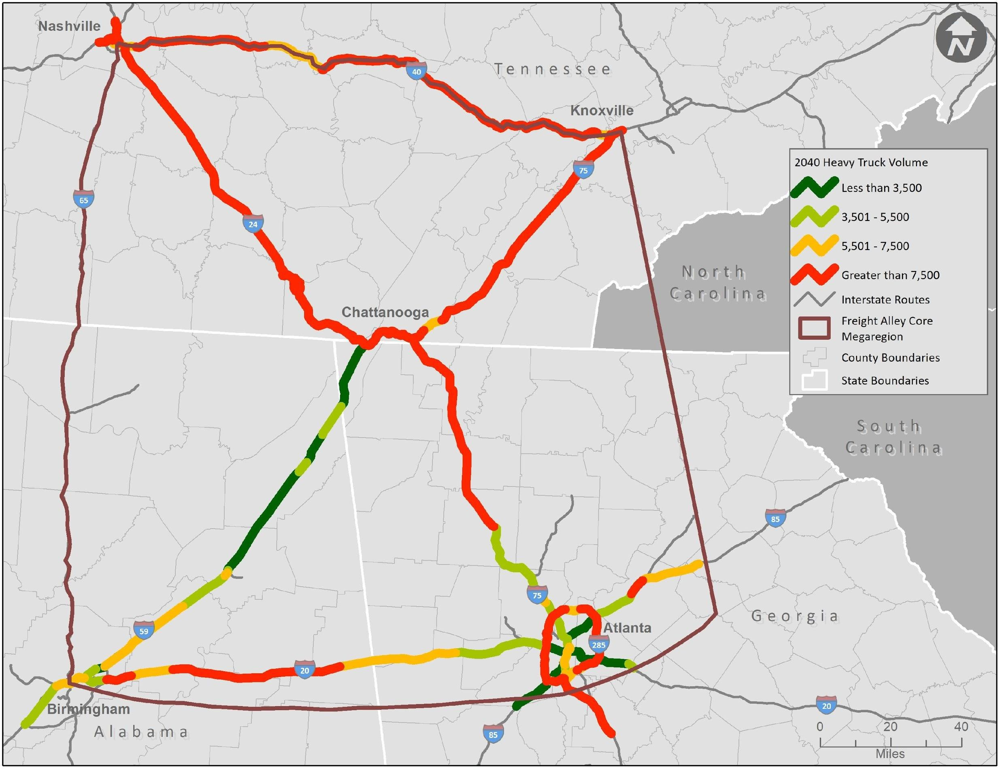 Nashville
N
Tennessee
40
Knoxville
2040 Heavy Truck Volume
Less than 3,500
3,501 - 5,500
5,501 - 7,500
Greater than 7,500
Interstate Routes
Freight Alley Core
Megaregion
County Boundaries
State Boundaries
75
65
24
North
Carolina
Chattanooga
South
Carolina
85
75
Georgia
Atlanta
59
285
20
Birmingham
Alabama
20
85
0 20 40
Miles